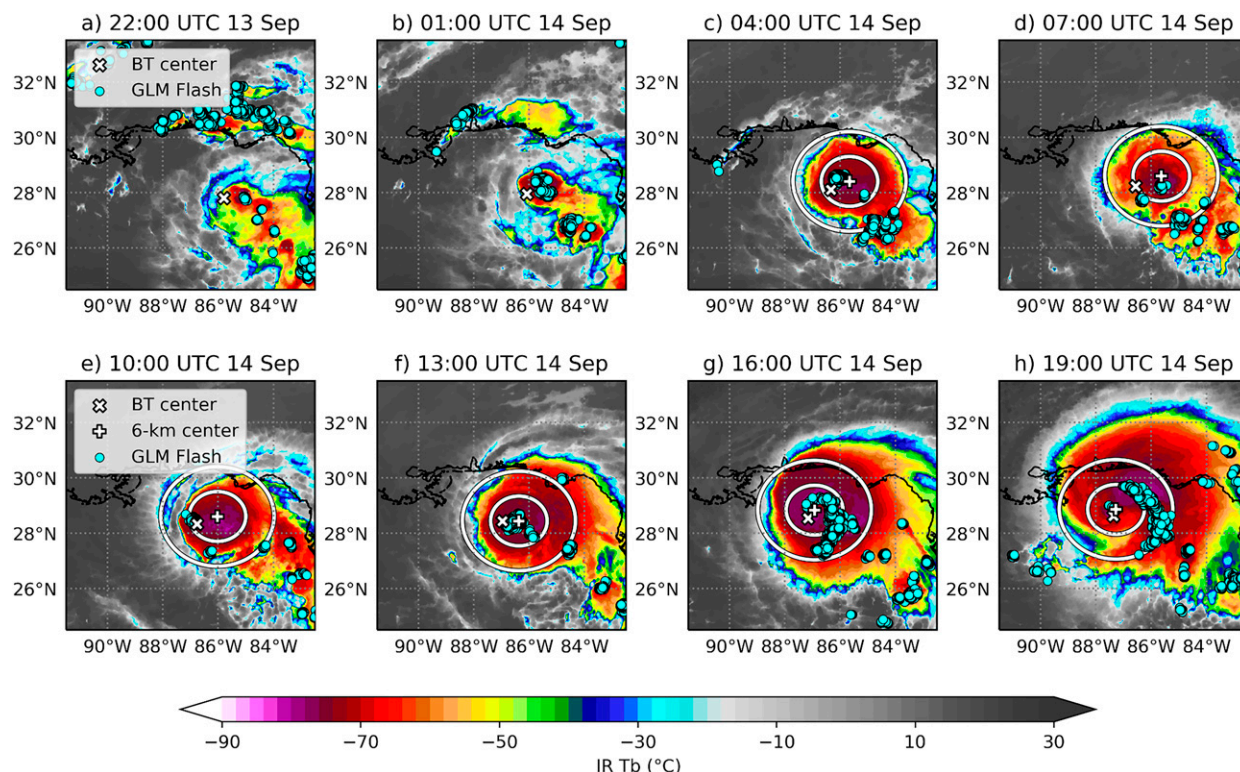 a) 22:00 UTC 13 Sep
b) 01:00 UTC 14 Sep
c) 04:00 UTC 14 Sep
d) 07:00 UTC 14 Sep
BT center
GLM Flash
32°N
30°N
28°N
26°N
32°N
30°N
28°N
26°N
32°N
30°N
28°N
26°N
32°N
30°N
28°N
26°N
90°W 88°W 86°W 84°W
90°W 88°W 86°W 84°W
90°W 88°W 86°W 84°W
90°W 88°W 86°W 84°W
e) 10:00 UTC 14 Sep
f) 13:00 UTC 14 Sep
g) 16:00 UTC 14 Sep
h) 19:00 UTC 14 Sep
BT center
6-km center
GLM Flash
32°N
30°N
28°N
26°N
32°N
30°N
28°N
26°N
32°N
30°N
28°N
26°N
32°N
30°N
28°N
26°N
90°W 88°W 86°W 84°W
90°W 88°W 86°W 84°W
90°W 88°W 86°W 84°W
90°W 88°W 86°W 84°W
−90 −70 −50 −30 −10 10 30
IR Tb (°C)